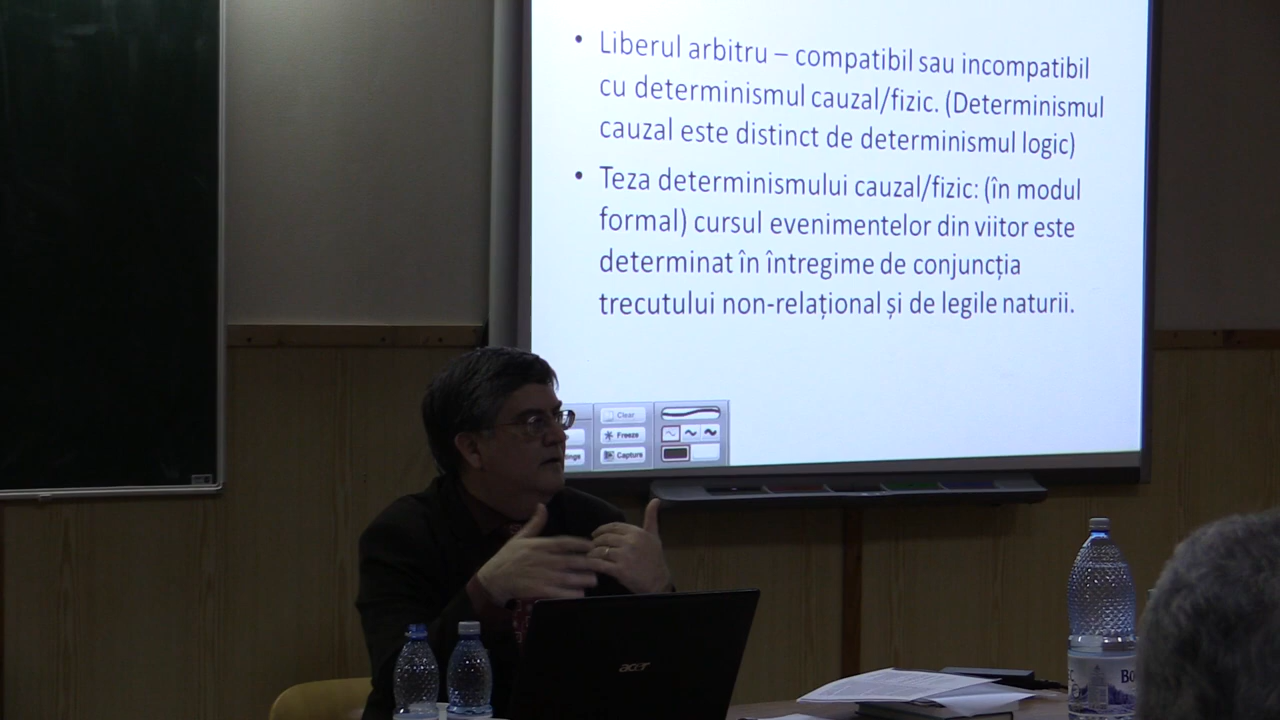 • Liberul arbitru – compatibil sau incompatibil
cu determinismul cauzal/fizic. (Determinismul
cauzal este distinct de determinismul logic)
• Teza determinismului cauzal/fizic: (în modul
formal) cursul evenimentelor din viitor este
determinat în întregime de conjuncția
trecutului non-relațional și de legile naturii.
Clear
Freeze
Capture
acer